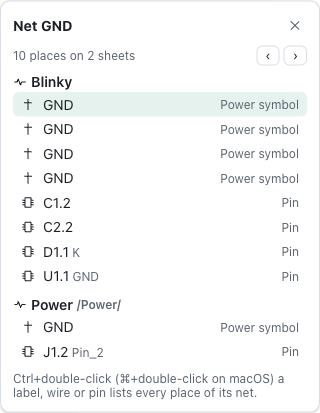 Net GND
10 places on 2 sheets
Blinky
GND Power symbol
GND Power symbol
GND Power symbol
GND Power symbol
C1.2 Pin
C2.2 Pin
D1.1 K Pin
U1.1 GND Pin
Power /Power/
GND Power symbol
J1.2 Pin_2 Pin
Ctrl+double-click (⌘+double-click on macOS) a
label, wire or pin lists every place of its net.